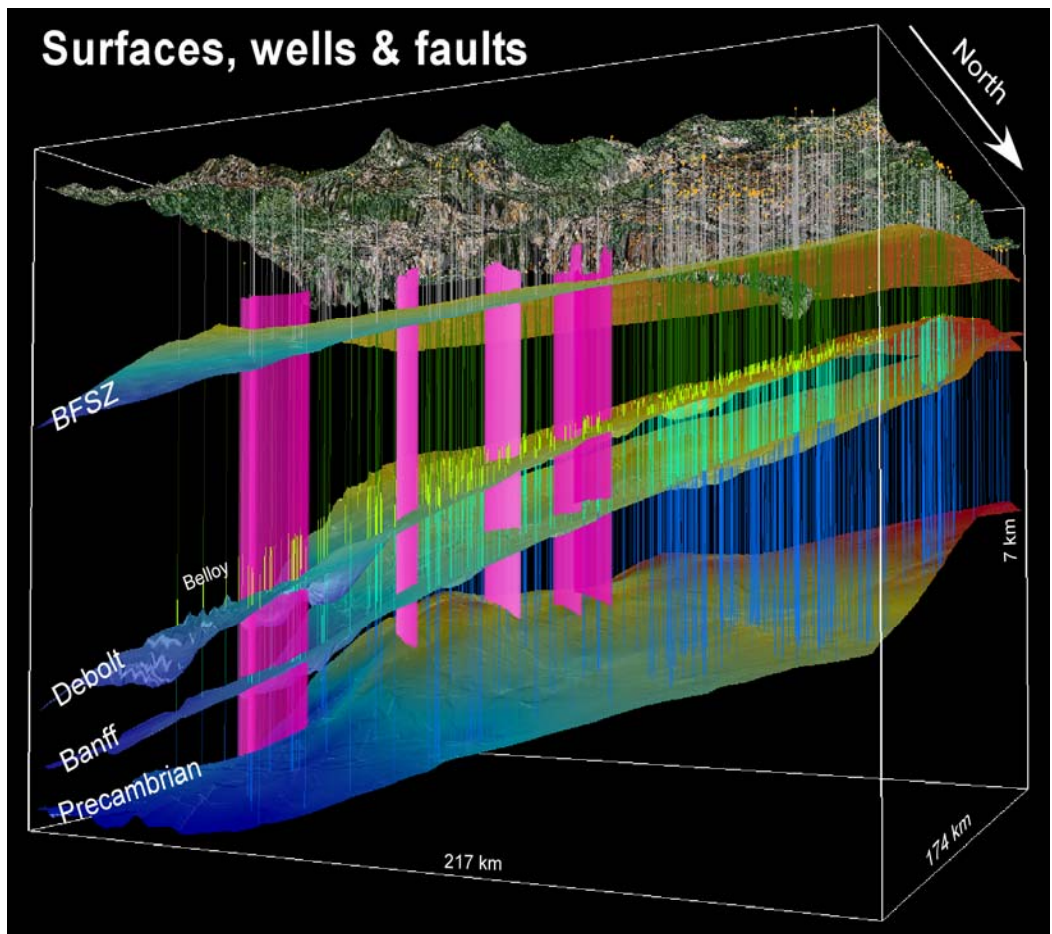 Surfaces, wells & faults
North
BFSZ
Belloy
Debolt
Banff
Precambrian
7 km
174 km
217 km